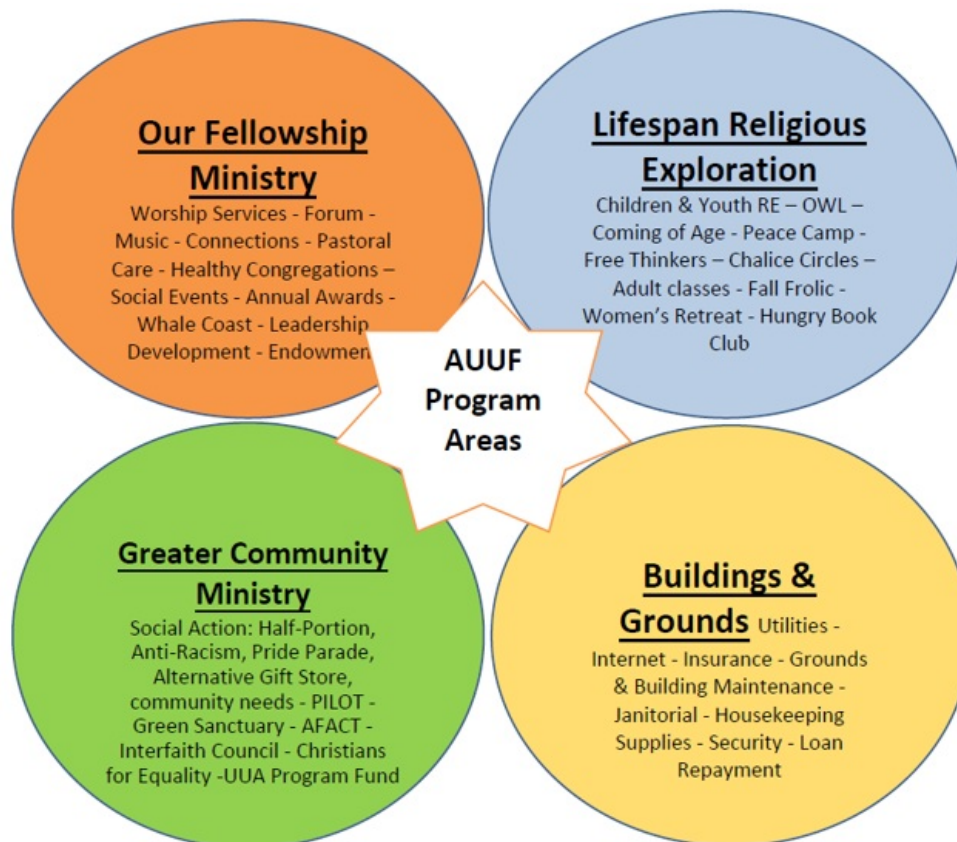 Our Fellowship
Ministry
Worship Services - Forum -
Music - Connections - Pastoral
Care - Healthy Congregations –
Social Events - Annual Awards -
Whale Coast - Leadership
Development - Endowmen
Lifespan Religious
Exploration
Children & Youth RE – OWL –
Coming of Age - Peace Camp -
Free Thinkers – Chalice Circles –
Adult classes - Fall Frolic -
Women’s Retreat - Hungry Book
Club
AUUF
Program
Areas
Greater Community
Ministry
Social Action: Half-Portion,
Anti-Racism, Pride Parade,
Alternative Gift Store,
community needs - PILOT -
Green Sanctuary - AFACT -
Interfaith Council - Christians
for Equality -UUA Program Fund
Buildings &
Grounds Utilities -
Internet - Insurance - Grounds
& Building Maintenance -
Janitorial - Housekeeping
Supplies - Security - Loan
Repayment